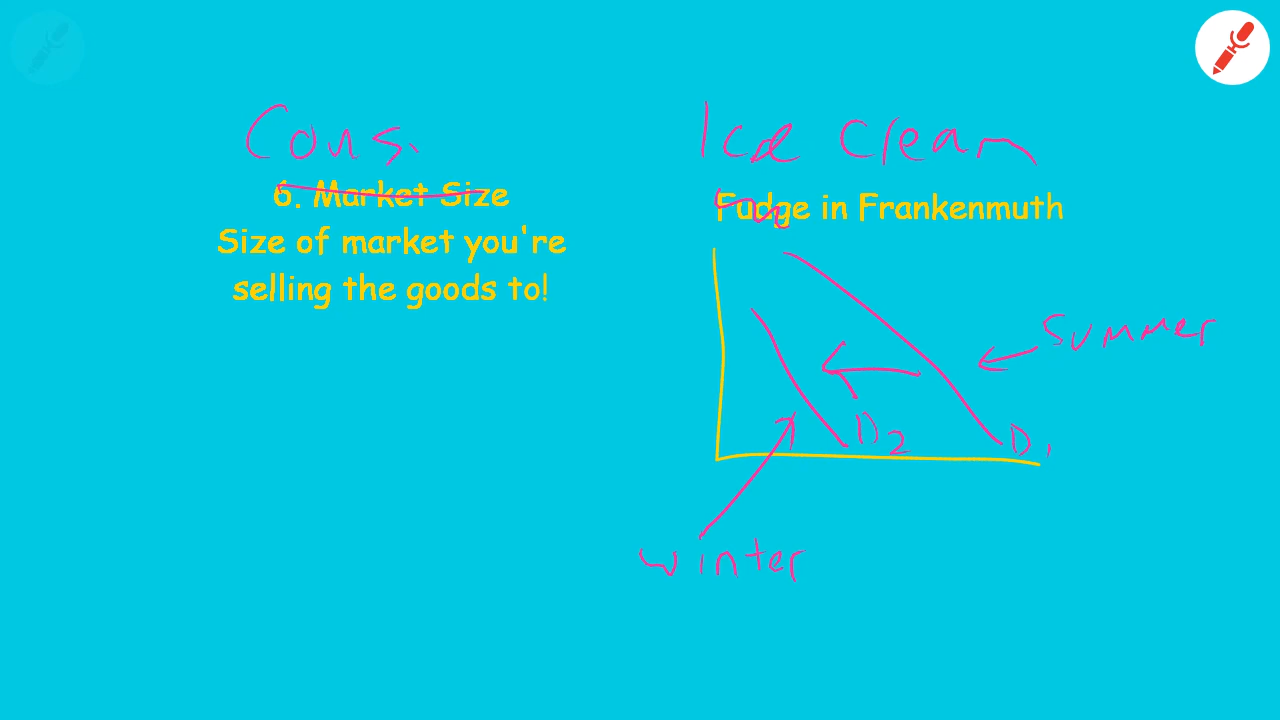 Cons.
6. Market Size
Size of market you're
selling the goods to!
Ice Cream
Fudge in Frankenmuth
Summer
D2
D1
Winter